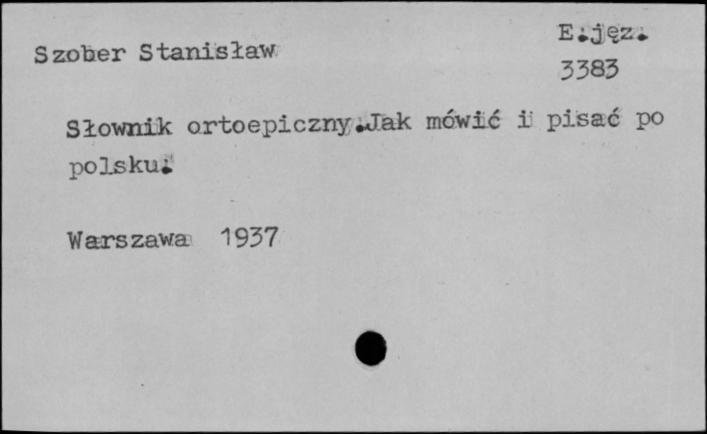 E.jęz.
Szober Stanisław
3383
Słownik ortoepiczny.Jak mówić i pisać po
polsku.
Warszawa 1937